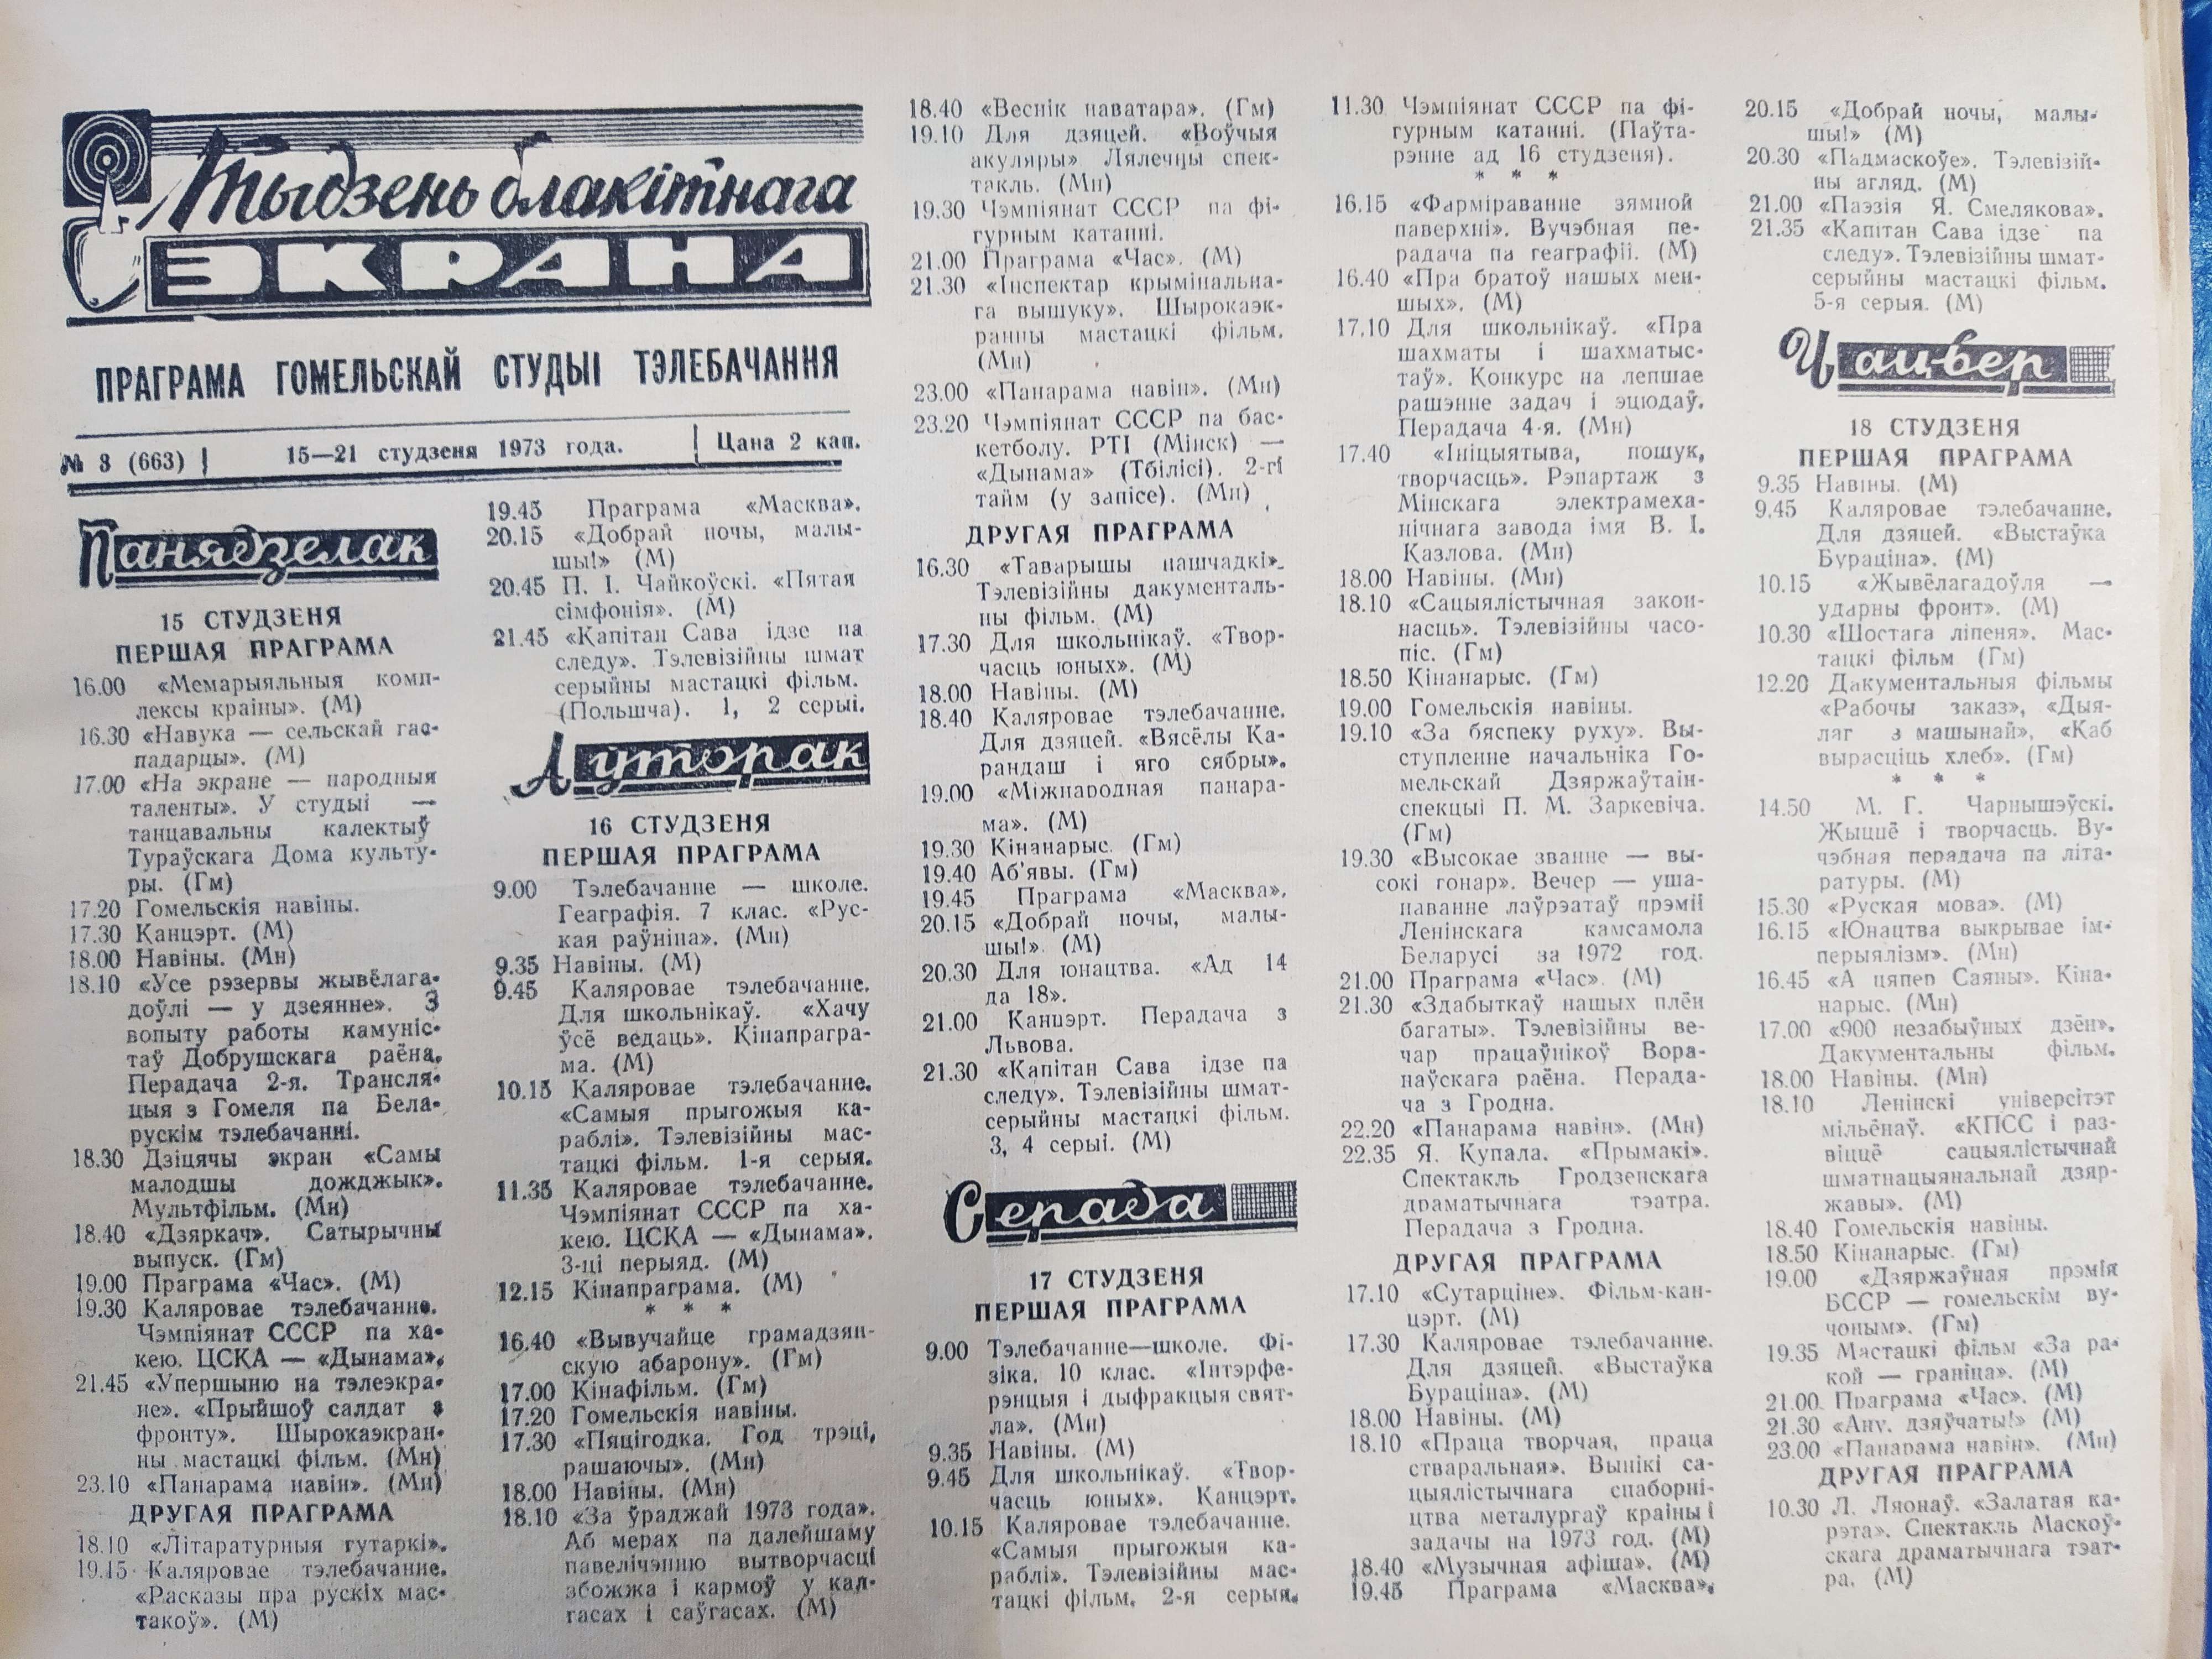 Тыдзень блакітнага
ЭКРАНА
ПРАГРАМА ГОМЕЛЬСКАЙ СТУДЫІ ТЭЛЕБАЧАННЯ
№ 3 (663) 15—21 студзеня 1973 года. Цана 2 кап.
Панядзелак
15 СТУДЗЕНЯ
ПЕРШАЯ ПРАГРАМА
16.00 «Мемарыяльныя комп-
лексы краіны». (М)
16.30 «Навука — сельскай гас-
падарцы». (М)
17.00 «На экране — народныя
таленты». У студыі —
танцавальны калектыў
Тураўскага Дома культу-
ры. (Гм)
17.20 Гомельскія навіны.
17.30 Канцэрт. (М)
18.00 Навіны. (Мн)
18.10 «Усе рэзервы жывёлага-
доўлі — у дзеянне». З
вопыту работы камуніс-
таў Добрушскага раёна.
Перадача 2-я. Трансля-
цыя з Гомеля па Бела-
рускім тэлебачанні.
18.30 Дзіцячы экран «Самы
малодшы дожджык».
Мультфільм. (Мн)
18.40 «Дзяркач». Сатырычны
выпуск. (Гм)
19.00 Праграма «Час». (М)
19.30 Каляровае тэлебачанне.
Чэмпіянат СССР па ха-
кею. ЦСКА — «Дынама».
21.45 «Упершыню на тэлеэкра-
не». «Прыйшоў салдат з
фронту». Шырокаэкран-
ны мастацкі фільм. (Мн)
23.10 «Панарама навін». (Мн)
ДРУГАЯ ПРАГРАМА
18.10 «Літаратурныя гутаркі».
19.15 Каляровае тэлебачанне.
«Расказы пра рускіх мас-
такоў». (М)
19.45 Праграма «Масква».
20.15 «Добрай ночы, малы-
шы!» (М)
20.45 П. І. Чайкоўскі. «Пятая
сімфонія». (М)
21.45 «Капітан Сава ідзе па
следу». Тэлевізійны шмат
серыйны мастацкі фільм.
(Польшча). 1, 2 серыі.
Аўторак
16 СТУДЗЕНЯ
ПЕРШАЯ ПРАГРАМА
9.00 Тэлебачанне — школе.
Геаграфія. 7 клас. «Рус-
кая раўніна». (Мн)
9.35 Навіны. (М)
9.45 Каляровае тэлебачанне.
Для школьнікаў. «Хачу
ўсё ведаць». Кінапрагра-
ма. (М)
10.15 Каляровае тэлебачанне.
«Самыя прыгожыя ка-
раблі». Тэлевізійны мас-
тацкі фільм. 1-я серыя.
11.35 Каляровае тэлебачанне.
Чэмпіянат СССР па ха-
кею. ЦСКА — «Дынама».
3-ці перыяд. (М)
12.15 Кінапраграма. (М)
* * *
16.40 «Вывучайце грамадзян-
скую абарону». (Гм)
17.00 Кінафільм. (Гм)
17.20 Гомельскія навіны.
17.30 «Пяцігодка. Год трэці,
рашаючы». (Мн)
18.00 Навіны. (Мн)
18.10 «За ўраджай 1973 года».
Аб мерах па далейшаму
павелічэнню вытворчасці
збожжа і кармоў у кал-
гасах і саўгасах. (М)
18.40 «Веснік наватара». (Гм)
19.10 Для дзяцей. «Воўчыя
акуляры» Лялечны спек-
такль. (Мн)
19.30 Чэмпіянат СССР па фі-
гурным катанні.
21.00 Праграма «Час». (М)
21.30 «Інспектар крымінальна-
га вышуку». Шырокаэк-
ранны мастацкі фільм.
(Мн)
23.00 «Панарама навін». (Мн)
23.20 Чэмпіянат СССР па бас-
кетболу. РТІ (Мінск) —
«Дынама» (Тбілісі). 2-гі
тайм (у запісе). (Мн)
ДРУГАЯ ПРАГРАМА
16.30 «Таварышы нашчадкі».
Тэлевізійны дакументаль-
ны фільм. (М)
17.30 Для школьнікаў. «Твор-
часць юных». (М)
18.00 Навіны. (М)
18.40 Каляровае тэлебачанне.
Для дзяцей. «Вясёлы Ка-
рандаш і яго сябры».
19.00 «Міжнародная панара-
ма». (М)
19.30 Кінанарыс. (Гм)
19.40 Аб'явы. (Гм)
19.45 Праграма «Масква».
20.15 «Добрай ночы, малы-
шы!». (М)
20.30 Для юнацтва. «Ад 14
да 18».
21.00 Канцэрт. Перадача з
Львова.
21.30 «Капітан Сава ідзе па
следу». Тэлевізійны шмат-
серыйны мастацкі фільм.
3, 4 серыі. (М)
Серада
17 СТУДЗЕНЯ
ПЕРШАЯ ПРАГРАМА
9.00 Тэлебачанне—школе. Фі-
зіка. 10 клас. «Інтэрфе-
рэнцыя і дыфракцыя свят-
ла». (Мн)
9.35 Навіны. (М)
9.45 Для школьнікаў. «Твор-
часць юных». Канцэрт.
10.15 Каляровае тэлебачанне.
«Самыя прыгожыя ка-
раблі». Тэлевізійны мас-
тацкі фільм. 2-я серыя.
11.30 Чэмпіянат СССР па фі-
гурным катанні. (Паўта-
рэнне ад 16 студзеня).
* * *
16.15 «Фарміраванне зямной
паверхні». Вучэбная пе-
радача па геаграфіі. (М)
16.40 «Пра братоў нашых мен-
шых». (М)
17.10 Для школьнікаў. «Пра
шахматы і шахматыс-
таў». Конкурс на лепшае
рашэнне задач і эцюдаў.
Перадача 4-я. (Мн)
17.40 «Ініцыятыва, пошук,
творчасць». Рэпартаж з
Мінскага электрамеха-
нічнага завода імя В. І.
Казлова. (Мн)
18.00 Навіны. (Мн)
18.10 «Сацыялістычная закон-
насць». Тэлевізійны часо-
піс. (Гм)
18.50 Кінанарыс. (Гм)
19.00 Гомельскія навіны.
19.10 «За бяспеку руху». Вы-
ступленне начальніка Го-
мельскай Дзяржаўтаін-
спекцыі П. М. Заркевіча.
(Гм)
19.30 «Высокае званне — вы-
сокі гонар». Вечер — уша-
наванне лаўрэатаў прэміі
Ленінскага камсамола
Беларусі за 1972 год.
21.00 Праграма «Час». (М)
21.30 «Здабыткаў нашых плён
багаты». Тэлевізійны ве-
чар працаўнікоў Вора-
наўскага раёна. Перада-
ча з Гродна.
22.20 «Панарама навін». (Мн)
22.35 Я. Купала. «Прымакі».
Спектакль Гродзенскага
драматычнага тэатра.
Перадача з Гродна.
ДРУГАЯ ПРАГРАМА
17.10 «Сутарціне». Фільм-кан-
цэрт. (М)
17.30 Каляровае тэлебачанне.
Для дзяцей. «Выстаўка
Бураціна». (М)
18.00 Навіны. (М)
18.10 «Праца творчая, праца
стваральная». Вынікі са-
цыялістычнага спаборні-
цтва металургаў краіны і
задачы на 1973 год. (М)
18.40 «Музычная афіша». (М)
19.45 Праграма «Масква».
20.15 «Добрай ночы, малы-
шы!» (М)
20.30 «Падмаскоўе». Тэлевізій-
ны агляд. (М)
21.00 «Паэзія Я. Смелякова».
21.35 «Капітан Сава ідзе па
следу». Тэлевізійны шмат-
серыйны мастацкі фільм.
5-я серыя. (М)
Чацьвер
18 СТУДЗЕНЯ
ПЕРШАЯ ПРАГРАМА
9.35 Навіны. (М)
9.45 Каляровае тэлебачанне.
Для дзяцей. «Выстаўка
Бураціна». (М)
10.15 «Жывёлагадоўля —
ударны фронт». (М)
10.30 «Шостага ліпеня». Мас-
тацкі фільм (Гм)
12.20 Дакументальныя фільмы
«Рабочы заказ», «Дыя-
лаг з машынай», «Каб
вырасціць хлеб». (Гм)
* * *
14.50 М. Г. Чарнышэўскі.
Жыццё і творчасць. Ву-
чэбная перадача па літа-
ратуры. (М)
15.30 «Руская мова». (М)
16.15 «Юнацтва выкрывае ім-
перыялізм». (Мн)
16.45 «А цяпер Саяны». Кіна-
нарыс. (Мн)
17.00 «900 незабыўных дзён».
Дакументальны фільм.
18.00 Навіны. (Мн)
18.10 Ленінскі універсітэт
мільёнаў. «КПСС і раз-
віццё сацыялістычнай
шматнацыянальнай дзяр-
жавы». (М)
18.40 Гомельскія навіны.
18.50 Кінанарыс. (Гм)
19.00 «Дзяржаўная прэмія
БССР — гомельскім ву-
чоным». (Гм)
19.35 Мастацкі фільм «За ра-
кой — граніца». (М)
21.00 Праграма «Час». (М)
21.30 «Ану, дзяўчаты!» (М)
23.00 «Панарама навін». (Мн)
ДРУГАЯ ПРАГРАМА
10.30 Л. Ляонаў. «Залатая ка-
рэта». Спектакль Маскоў-
скага драматычнага тэат-
ра. (М)